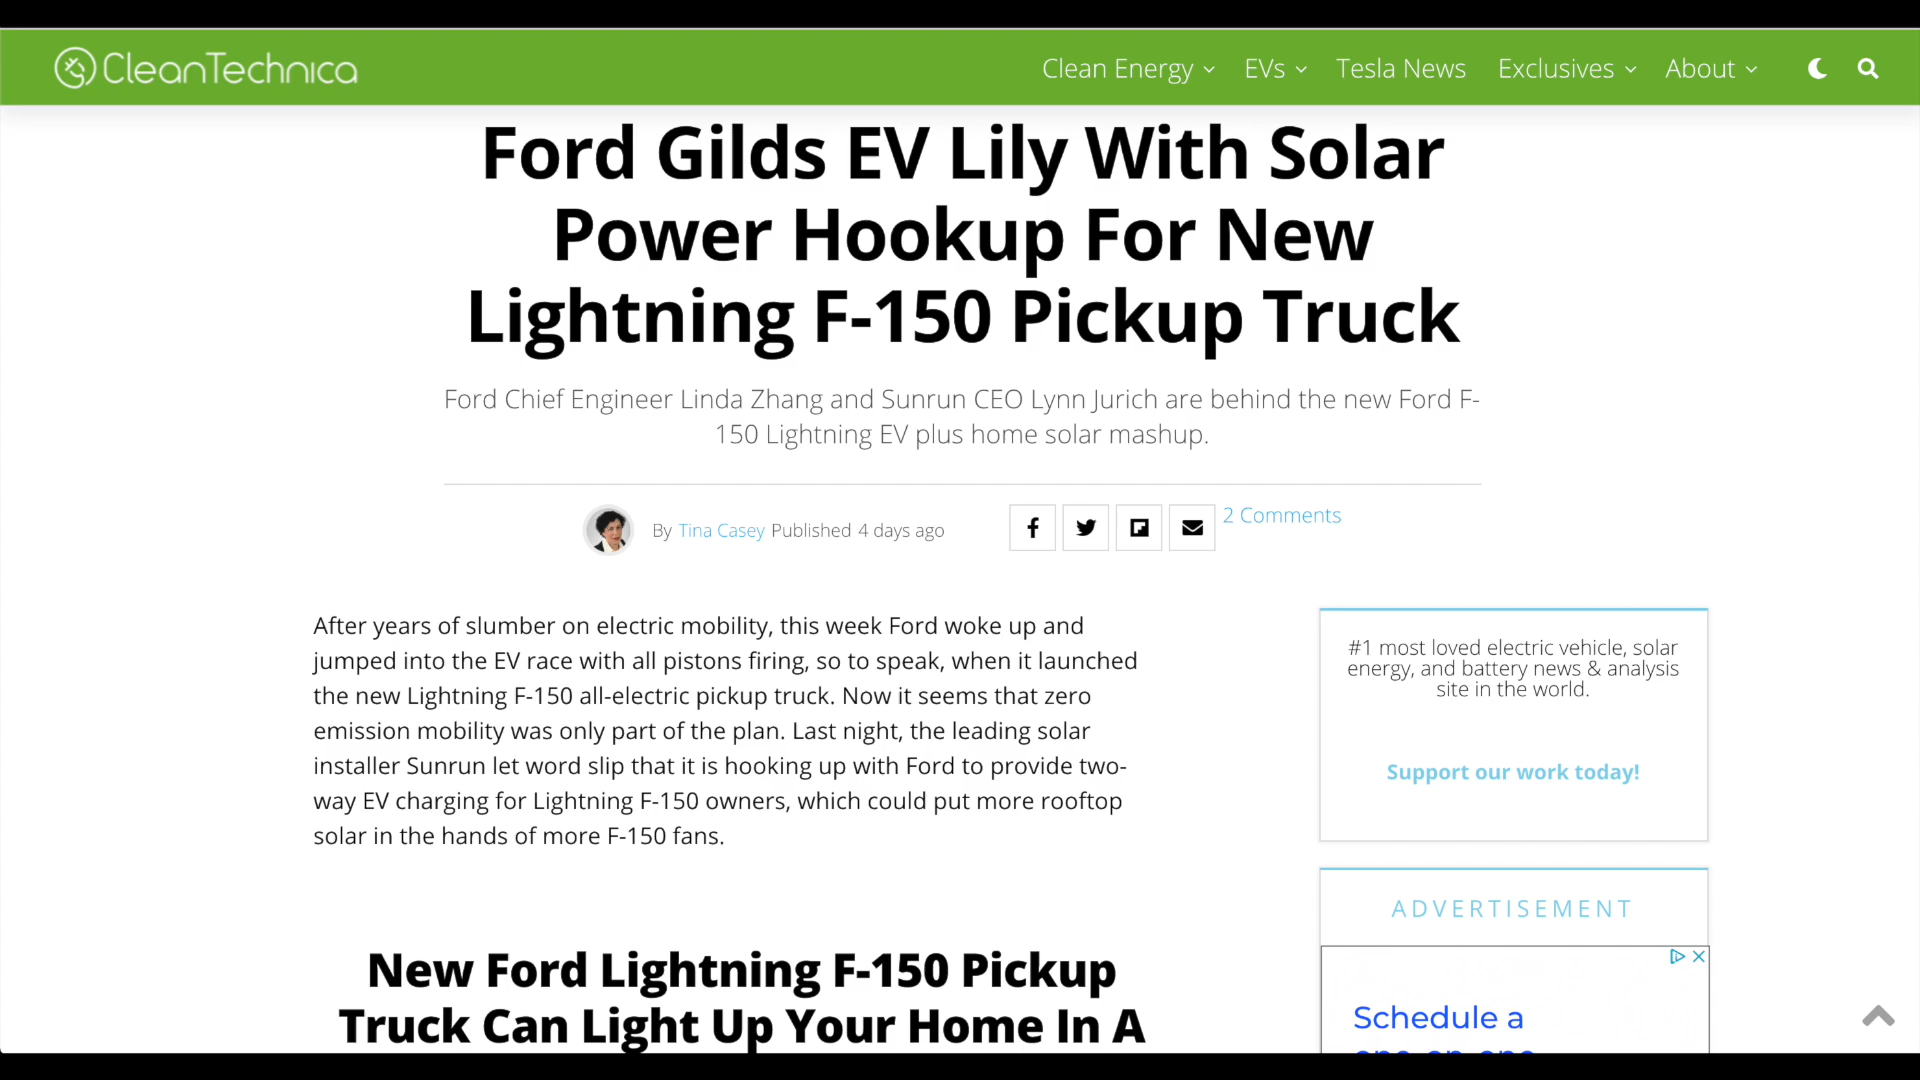 CleanTechnica
Clean Energy EVs Tesla News Exclusives About
Ford Gilds EV Lily With Solar
Power Hookup For New
Lightning F-150 Pickup Truck
Ford Chief Engineer Linda Zhang and Sunrun CEO Lynn Jurich are behind the new Ford F-
150 Lightning EV plus home solar mashup.
By Tina Casey Published 4 days ago
2 Comments
After years of slumber on electric mobility, this week Ford woke up and
jumped into the EV race with all pistons firing, so to speak, when it launched
the new Lightning F-150 all-electric pickup truck. Now it seems that zero
emission mobility was only part of the plan. Last night, the leading solar
installer Sunrun let word slip that it is hooking up with Ford to provide two-
way EV charging for Lightning F-150 owners, which could put more rooftop
solar in the hands of more F-150 fans.
New Ford Lightning F-150 Pickup
Truck Can Light Up Your Home In A
#1 most loved electric vehicle, solar
energy, and battery news & analysis
site in the world.
Support our work today!
ADVERTISEMENT
Schedule a